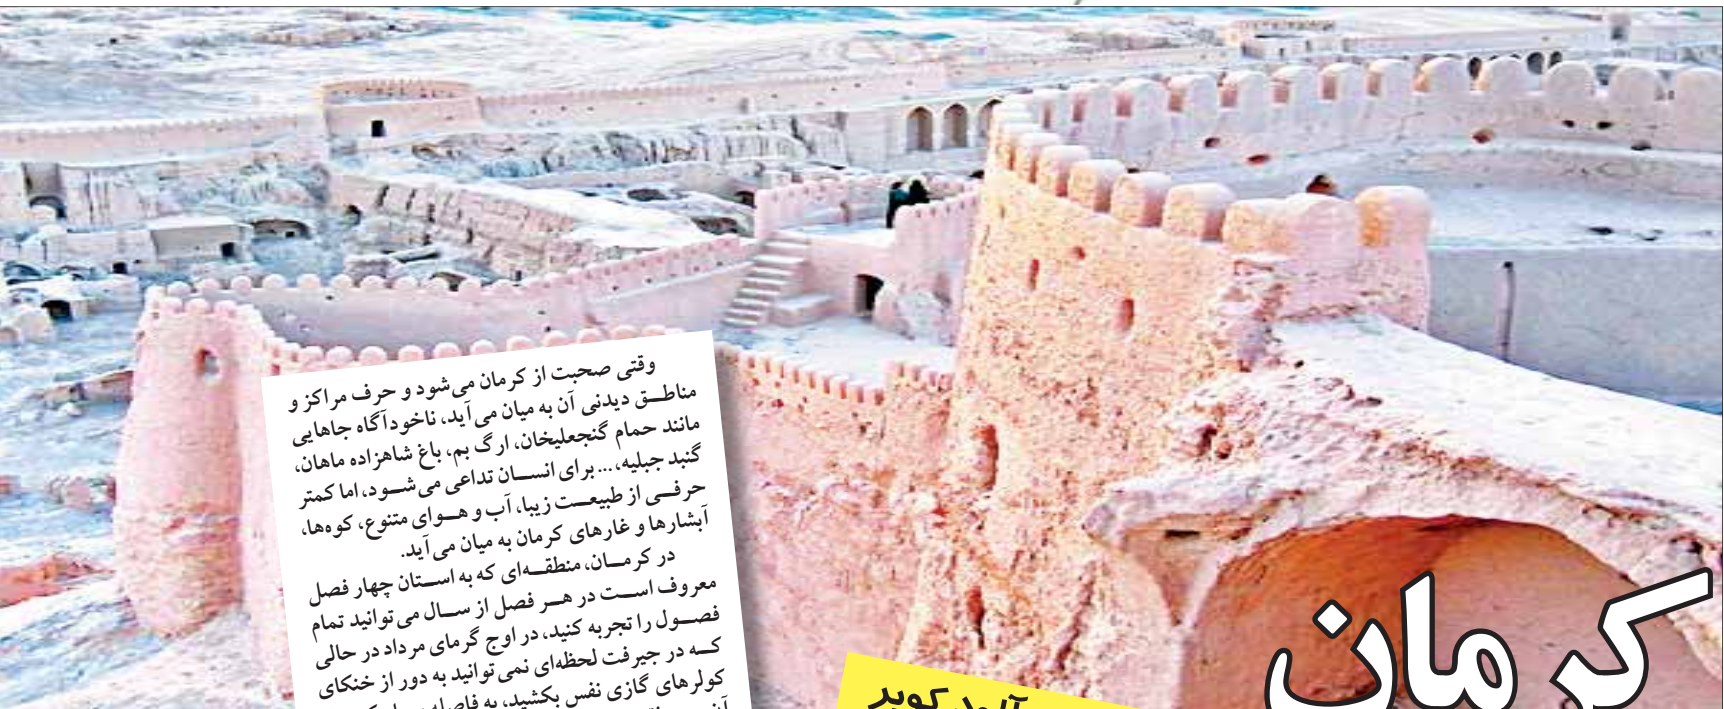 وقتی صحبت از کرمان می‌شود و حرف مراکز و
مناطق دیدنی آن به میان می‌آید، ناخودآگاه جاهایی
مانند حمام گنجعلیخان، ارگ بم، باغ شاهزاده ماهان،
گنبد جبلیه،... برای انسان تداعی می‌شود، اما کمتر
حرفی از طبیعت زیبا، آب و هوای متنوع، کوه‌ها،
آبشارها و غارهای کرمان به میان می‌آید.
در کرمان، منطقه‌ای که به استان چهار فصل
معروف است در هر فصل از سال می‌توانید تمام
فصول را تجربه کنید، در اوج گرمای مرداد در حالی
که در جیرفت لحظه‌ای نمی‌توانید به دور از خنکای
کولرهای گازی نفس بکشید، به فاصله
کرمان
کویر